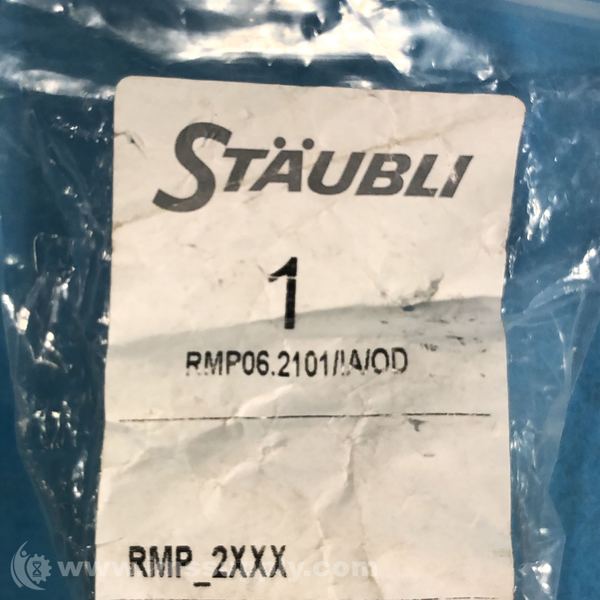 STÄUBLI
1
RMP06.2101/IA/OD
RMP_2XXX